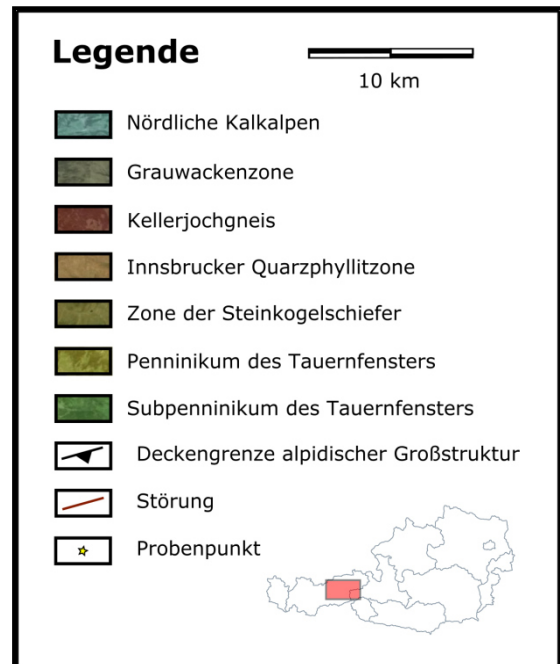 Legende
10 km
Nördliche Kalkalpen
Grauwackenzone
Kellerjochgneis
Innsbrucker Quarzphyllitzone
Zone der Steinkogelschiefer
Penninikum des Tauernfensters
Subpenninikum des Tauernfensters
Deckengrenze alpidischer Großstruktur
Störung
Probenpunkt